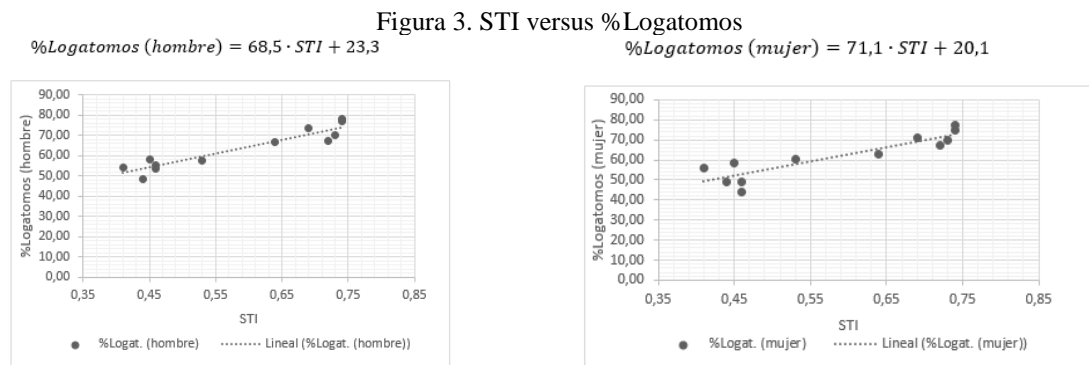 Figura 3. STI versus %Logatomos
%Logatomos (hombre) = 68,5 · STI + 23,3
%Logatomos (mujer) = 71,1 · STI + 20,1
90,00
80,00
70,00
60,00
50,00
40,00
30,00
20,00
10,00
0,00
%Logatomos (hombre)
0,35 0,45 0,55 0,65 0,75 0,85
STI
%Logat. (hombre) Lineal (%Logat. (hombre))
90,00
80,00
70,00
60,00
50,00
40,00
30,00
20,00
10,00
0,00
%Logatomos (mujer)
0,35 0,45 0,55 0,65 0,75 0,85
STI
%Logat. (mujer) Lineal (%Logat. (mujer))